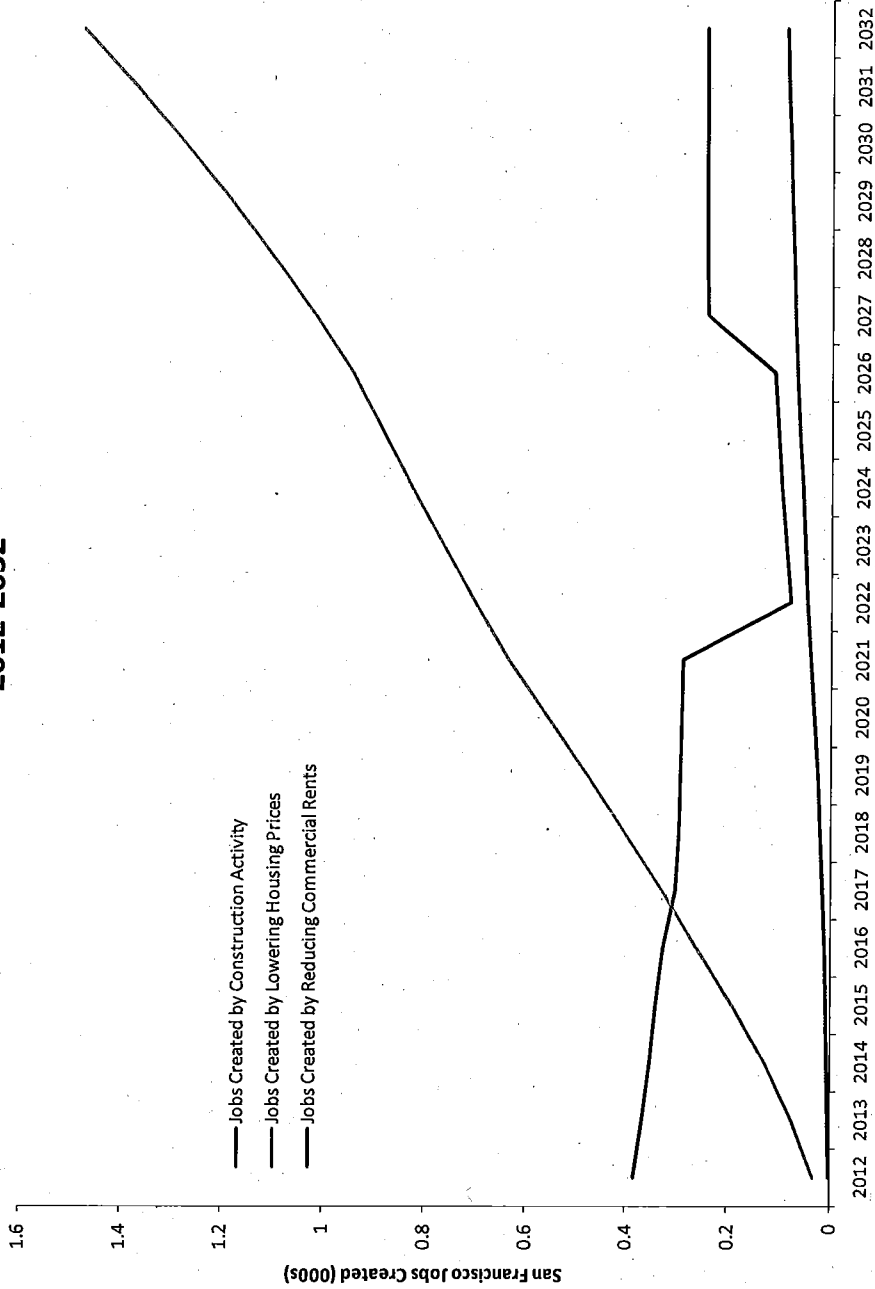 2012-2032
1.6
1
0.8
0.6
0.4
0.2
0
San Francisco Jobs Created (000s)
Jobs Created by Construction Activity
Jobs Created by Lowering Housing Prices
Jobs Created by Reducing Commercial Rents
2012 2013 2014 2015 2016 2017 2018 2019 2020 2021 2022 2023 2024 2025 2026 2027 2028 2029 2030 2031 2032
1.4
1.2